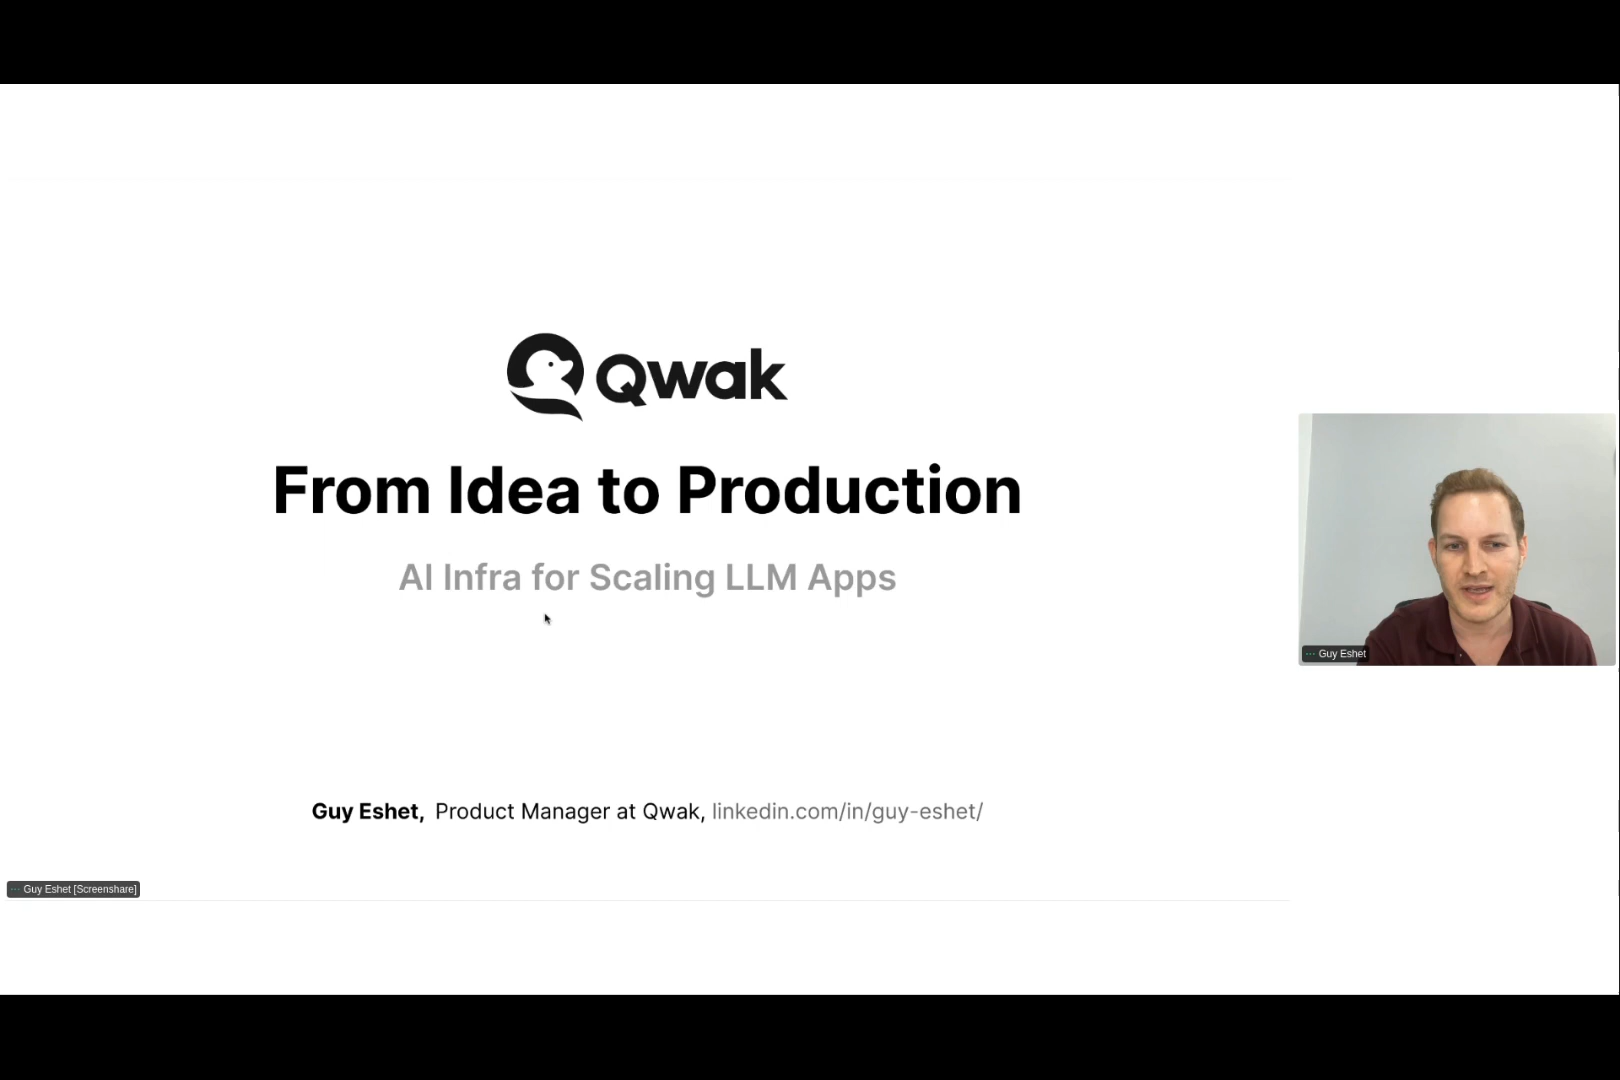 Qwak
From Idea to Production
AI Infra for Scaling LLM Apps
Guy Eshet, Product Manager at Qwak, linkedin.com/in/guy-eshet/
Guy Eshet
Guy Eshet [Screenshare]